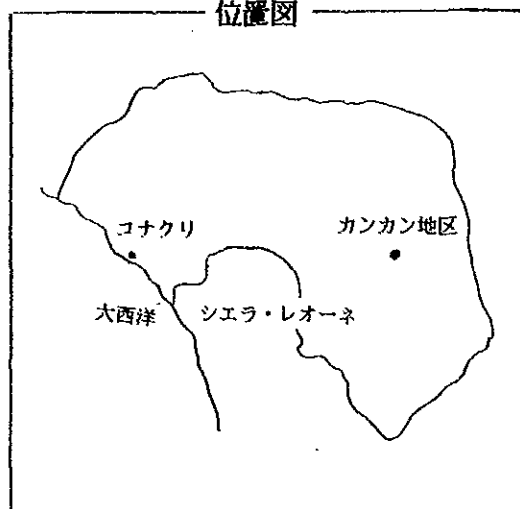 位置図
コナクリ
カンカン地区
大西洋
シエラ・レオーネ